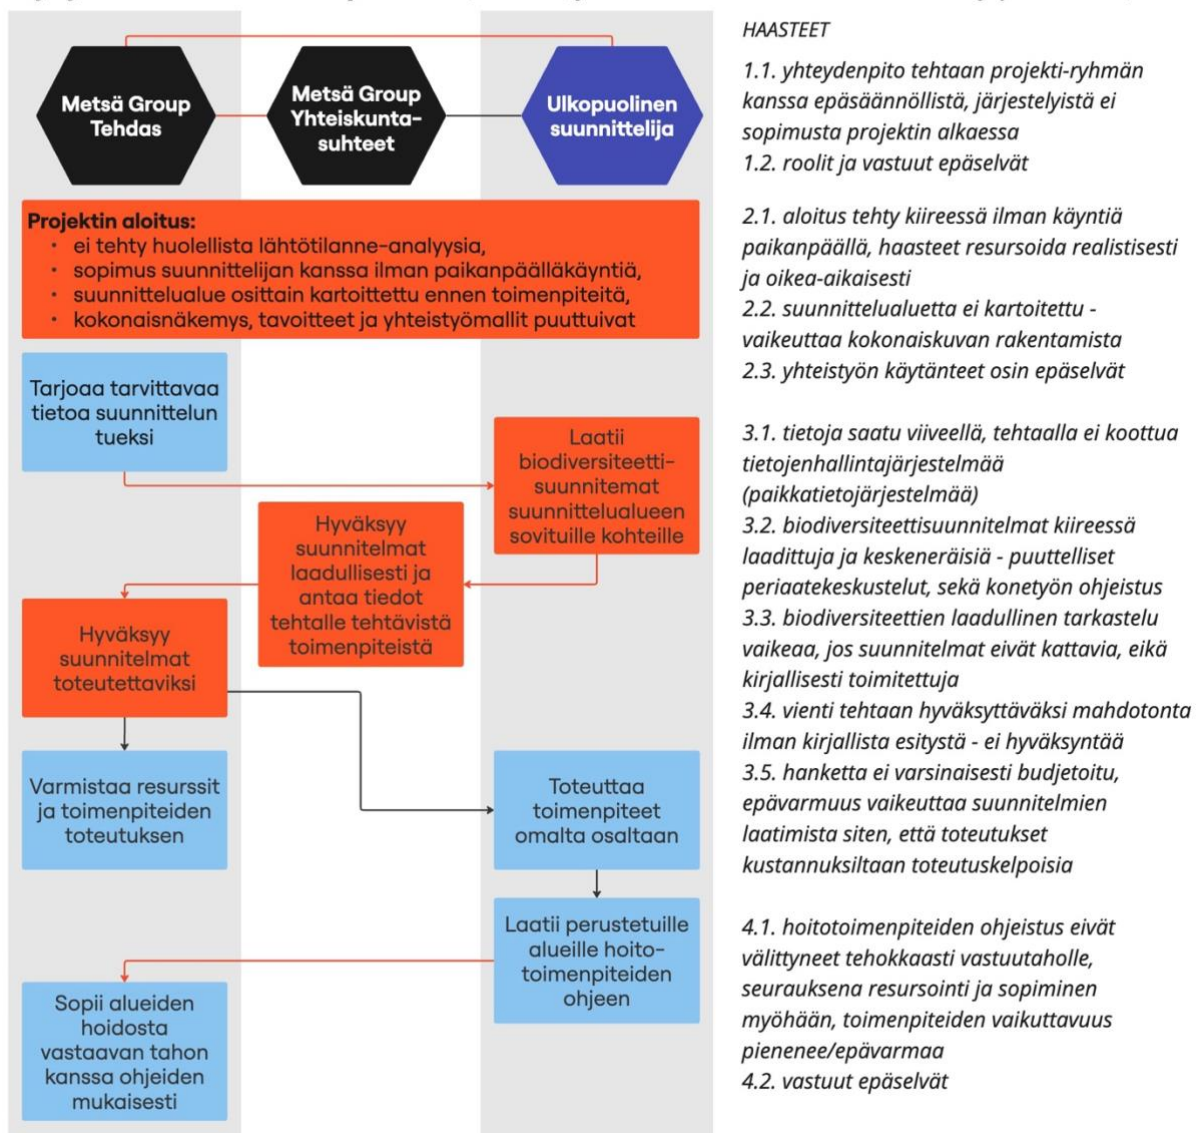 Metsä Group
Tehdas
Metsä Group
Yhteiskunta-
suhteet
Ulkopuolinen
suunnittelija
Projektin aloitus:
• ei tehty huolellista lähtötilanne-analyysia,
• sopimus suunnittelijan kanssa ilman paikanpäälläkäyntiä,
• suunnittelualue osittain kartoitettu ennen toimenpiteitä,
• kokonaisnäkemys, tavoitteet ja yhteistyömallit puuttuivat
Tarjoaa tarvittavaa
tietoa suunnittelun
tueksi
Laatii
biodiversiteetti-
suunnitemat
suunnittelualueen
sovituille kohteille
Hyväksyy
suunnitelmat
laadullisesti ja
antaa tiedot
tehtalle tehtävistä
toimenpiteistä
Hyväksyy
suunnitelmat
toteutettaviksi
Varmistaa resurssit
ja toimenpiteiden
toteutuksen
Toteuttaa
toimenpiteet
omalta osaltaan
Laatii perustetuille
alueille hoito-
toimenpiteiden
ohjeen
Sopii alueiden
hoidosta
vastaavan tahon
kanssa ohjeiden
mukaisesti
HAASTEET
1.1. yhteydenpito tehtaan projekti-ryhmän
kanssa epäsäännöllistä, järjestelyistä ei
sopimusta projektin alkaessa
1.2. roolit ja vastuut epäselvät
2.1. aloitus tehty kiireessä ilman käyntiä
paikanpäällä, haasteet resursoida realistisesti
ja oikea-aikaisesti
2.2. suunnittelualuetta ei kartoitettu -
vaikeuttaa kokonaiskuvan rakentamista
2.3. yhteistyön käytänteet osin epäselvät
3.1. tietoja saatu viiveellä, tehtaalla ei koottua
tietojenhallintajärjestelmää
(paikkatietojärjestelmää)
3.2. biodiversiteettisuunnitelmat kiireessä
laadittuja ja keskeneräisiä - puuttelliset
periaatekeskustelut, sekä konetyön ohjeistus
3.3. biodiversiteettien laadullinen tarkastelu
vaikeaa, jos suunnitelmat eivät kattavia, eikä
kirjallisesti toimitettuja
3.4. vienti tehtaan hyväksyttäväksi mahdotonta
ilman kirjallista esitystä - ei hyväksyntää
3.5. hanketta ei varsinaisesti budjetoitu,
epävarmuus vaikeuttaa suunnitelmien
laatimista siten, että toteutukset
kustannuksiltaan toteutuskelpoisia
4.1. hoitotoimenpiteiden ohjeistus eivät
välittyneet tehokkaasti vastuutaholle,
seurauksena resursointi ja sopiminen
myöhään, toimenpiteiden vaikuttavuus
pienenee/epävarmaa
4.2. vastuut epäselvät